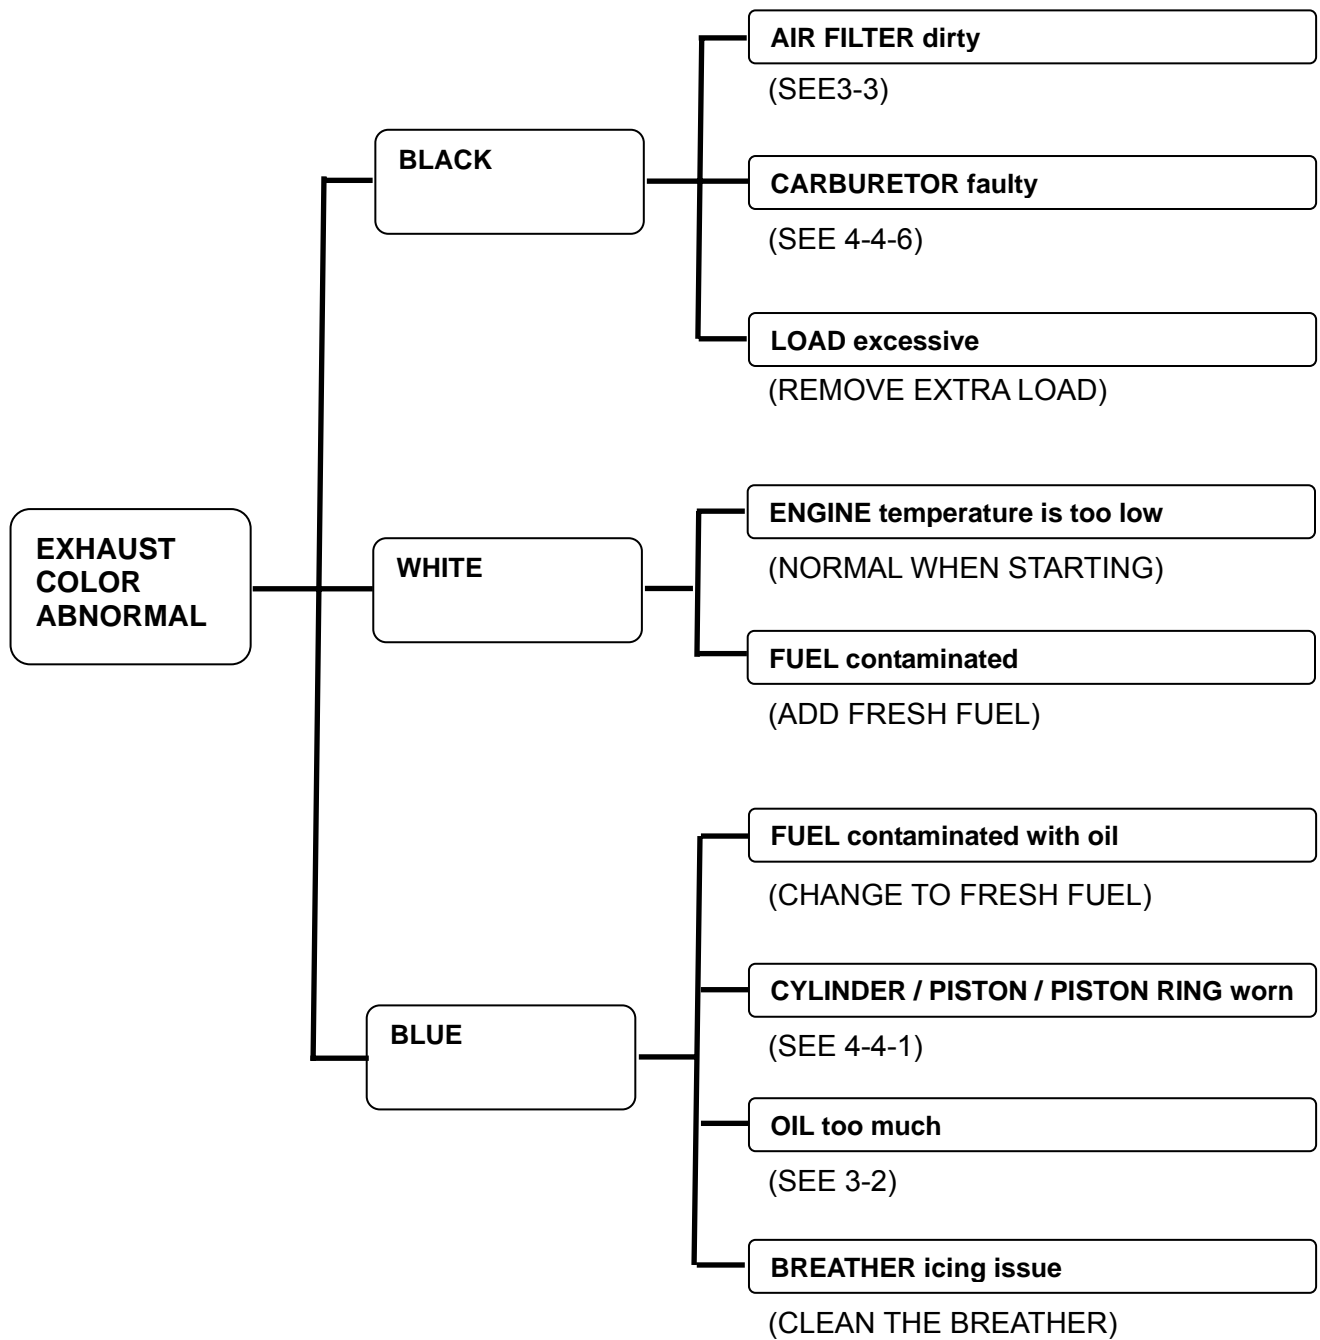 EXHAUST
COLOR
ABNORMAL
BLACK
AIR FILTER dirty
(SEE3-3)
CARBURETOR faulty
(SEE 4-4-6)
LOAD excessive
(REMOVE EXTRA LOAD)
WHITE
ENGINE temperature is too low
(NORMAL WHEN STARTING)
FUEL contaminated
(ADD FRESH FUEL)
BLUE
FUEL contaminated with oil
(CHANGE TO FRESH FUEL)
CYLINDER / PISTON / PISTON RING worn
(SEE 4-4-1)
OIL too much
(SEE 3-2)
BREATHER icing issue
(CLEAN THE BREATHER)